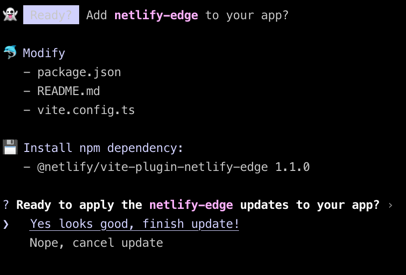 Ready? Add netlify-edge to your app?
Modify
- package.json
- README.md
- vite.config.ts
Install npm dependency:
- @netlify/vite-plugin-netlify-edge 1.1.0
? Ready to apply the netlify-edge updates to your app? ›
❯ Yes looks good, finish update!
Nope, cancel update